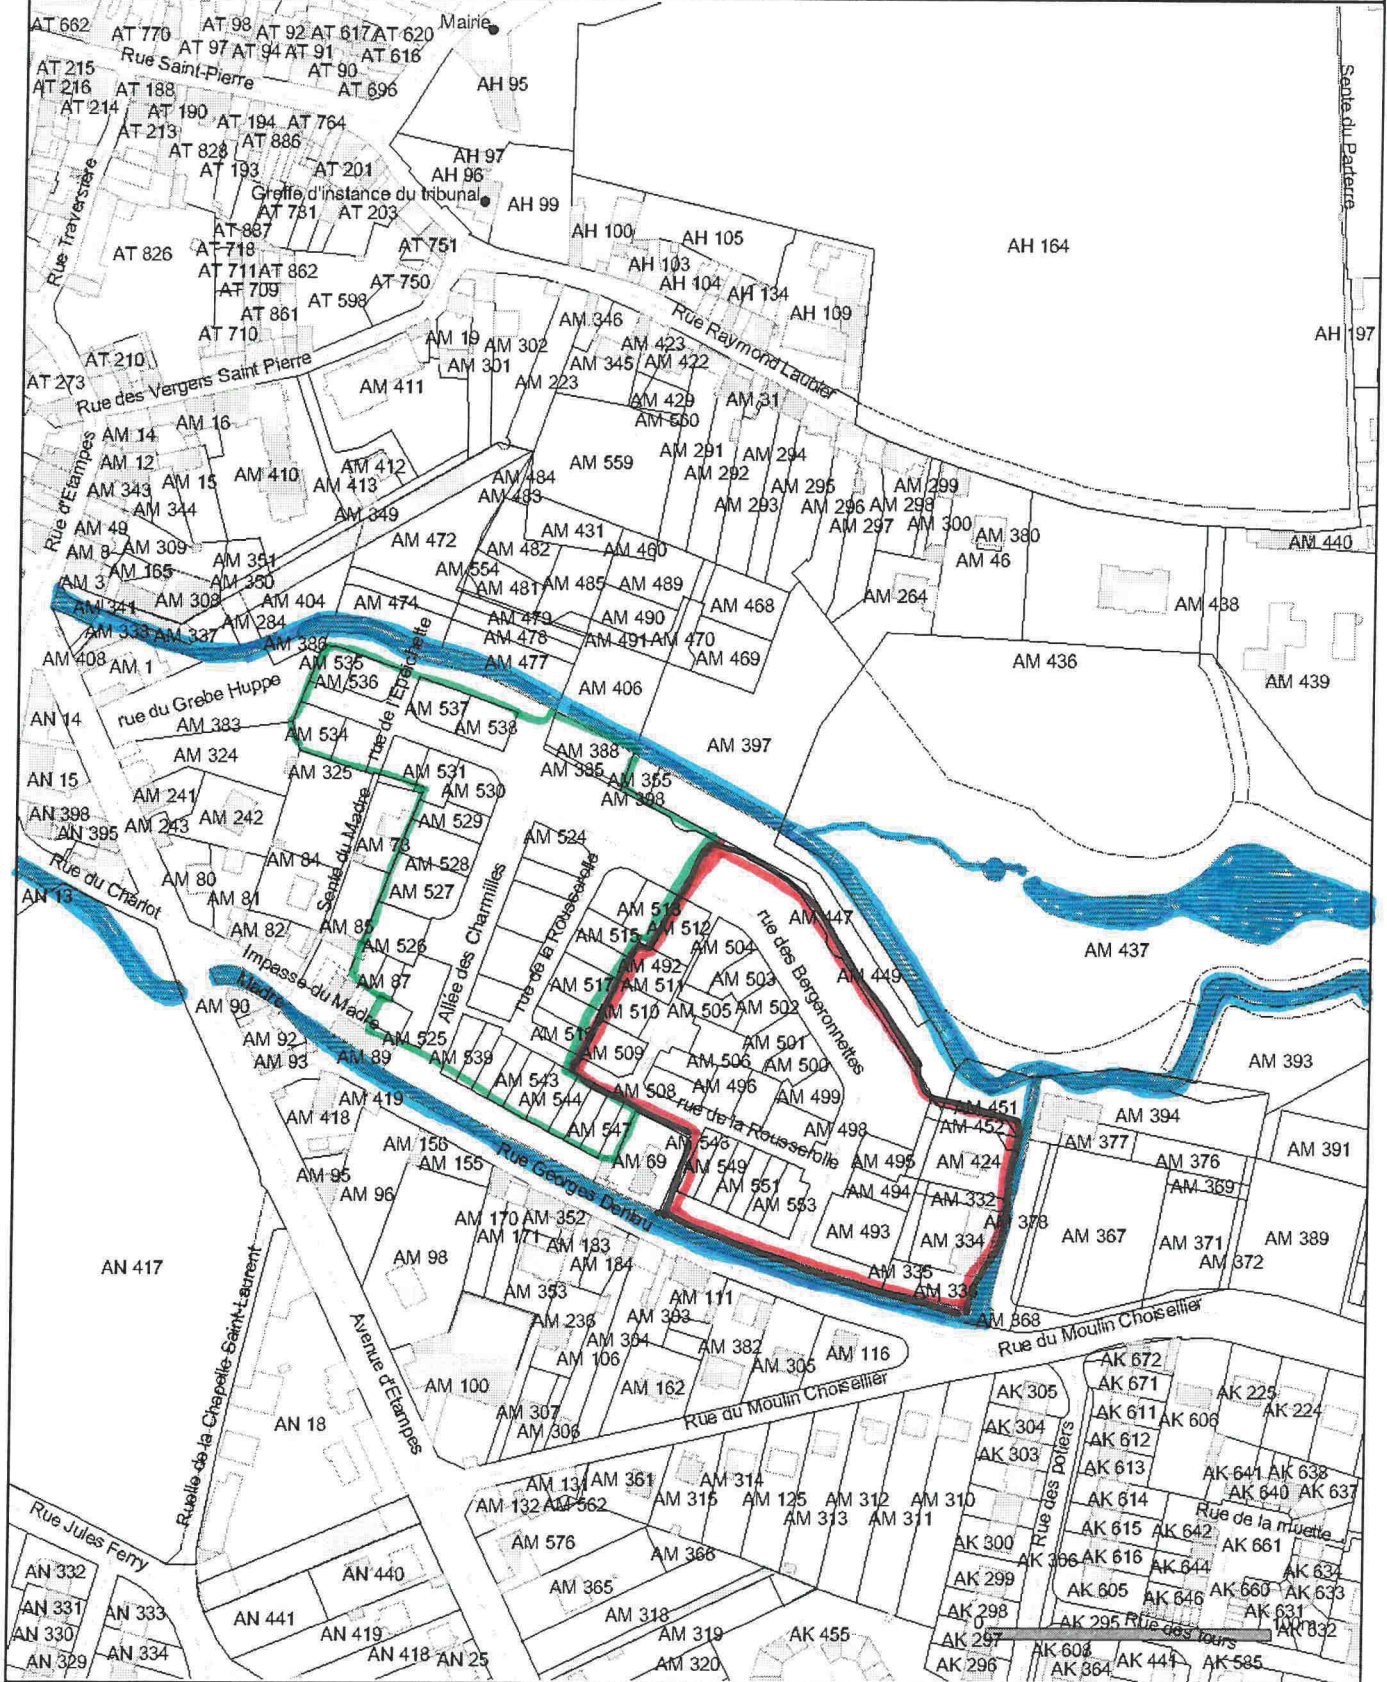 AT 662
AT 770
AT 98
AT 92
AT 617
AT 620
Mairie
AT 97
AT 94
AT 91
AT 616
Rue Saint-Pierre
AT 90
AT 696
AT 215
AT 216
AT 188
AT 214
AT 190
AT 213
AT 194
AT 764
AT 886
AT 828
AT 193
AT 201
AH 95
AH 97
AH 96
Greffe d'instance du tribunal
AH 99
AT 731
AT 203
Sente du Parterre
Rue Traversière
AT 826
AT 887
AT 718
AT 751
AH 100
AH 105
AH 164
AT 711
AT 862
AT 709
AT 750
AH 103
AH 104
AH 134
AT 598
AT 861
AT 710
AH 109
Rue Raymond Laubier
AH 197
AT 210
AT 273
Rue des Vergers Saint Pierre
AM 19
AM 302
AM 301
AM 346
AM 423
AM 345
AM 422
AM 411
AM 223
AM 429
AM 560
AM 31
AM 14
AM 16
AM 12
AM 15
AM 410
AM 412
AM 413
AM 343
AM 344
AM 349
AM 484
AM 483
AM 559
AM 291
AM 292
AM 294
AM 293
AM 295
AM 296
AM 299
AM 298
AM 297
AM 300
AM 380
AM 46
AM 440
Rue d'Etampes
AM 49
AM 8
AM 309
AM 351
AM 165
AM 350
AM 3
AM 308
AM 404
AM 341
AM 284
AM 333
AM 337
AM 386
AM 472
AM 431
AM 482
AM 460
AM 554
AM 481
AM 485
AM 489
AM 474
AM 479
AM 490
AM 468
AM 478
AM 491
AM 470
AM 477
AM 469
AM 264
AM 438
AM 436
AM 439
AM 408
AM 1
rue du Grebe Huppe
AM 535
AM 536
rue de l'Epeichette
AM 537
AM 538
AM 406
AN 14
AM 383
AM 324
AM 534
AM 325
AM 388
AM 385
AM 355
AM 398
AM 397
AN 15
AM 241
AM 242
AM 243
AN 398
AN 395
AM 531
AM 530
AM 529
AM 73
AM 528
AM 527
AM 524
Sente du Madre
Allée des Charmilles
rue de la Rousserolle
Rue du Chariot
AN 13
AM 80
AM 84
AM 81
AM 82
AM 85
AM 526
AM 87
AM 513
AM 512
AM 515
AM 504
AM 447
AM 492
AM 503
AM 449
AM 517
AM 511
AM 502
AM 510
AM 505
AM 437
rue des Bergeronnettes
Impasse du Madre
Madre
AM 90
AM 92
AM 93
AM 89
AM 525
AM 539
AM 509
AM 501
AM 506
AM 500
AM 543
AM 508
AM 496
AM 499
AM 544
AM 393
AM 451
AM 452
AM 394
AM 419
AM 418
AM 547
rue de la Rousserolle
AM 498
AM 377
AM 391
AM 156
AM 155
AM 69
AM 549
AM 495
AM 424
AM 376
AM 95
AM 96
AM 551
AM 553
AM 494
AM 332
AM 369
Rue Georges Deriau
AM 170
AM 352
AM 171
AM 493
AM 334
AM 378
AM 367
AM 371
AM 389
AM 372
AM 183
AM 184
AN 417
AM 98
AM 335
AM 336
AM 353
AM 111
AM 393
AM 368
Rue du Moulin Choisellier
AM 236
AM 304
AM 106
AM 382
AM 305
AM 116
Ruelle de la Chapelle Saint-Laurent
Avenue d'Etampes
AM 100
AM 162
Rue du Moulin Choisellier
AM 307
AM 306
AN 18
AK 672
AK 671
AK 305
AK 225
AK 224
AK 304
AK 611
AK 606
AK 612
AK 303
AK 613
AM 131
AM 361
AM 314
AM 132
AM 562
AM 315
AM 125
AM 312
AM 310
AM 313
AM 311
AK 641
AK 638
AK 640
AK 637
AK 614
Rue des potiers
Rue de la muette
AK 615
AK 642
AK 661
AM 576
AM 366
AK 300
AK 306
AK 616
AK 644
AK 634
Rue Jules Ferry
AN 332
AN 440
AM 365
AK 299
AK 605
AK 646
AK 660
AK 633
AN 331
AN 333
AN 441
AM 318
AK 298
AK 295
AK 631
AK 632
0
100m
Rue des tours
AN 330
AN 419
AM 319
AK 455
AK 297
AN 329
AN 334
AN 418
AN 25
AM 320
AK 296
AK 603
AK 364
AK 441
AK 585